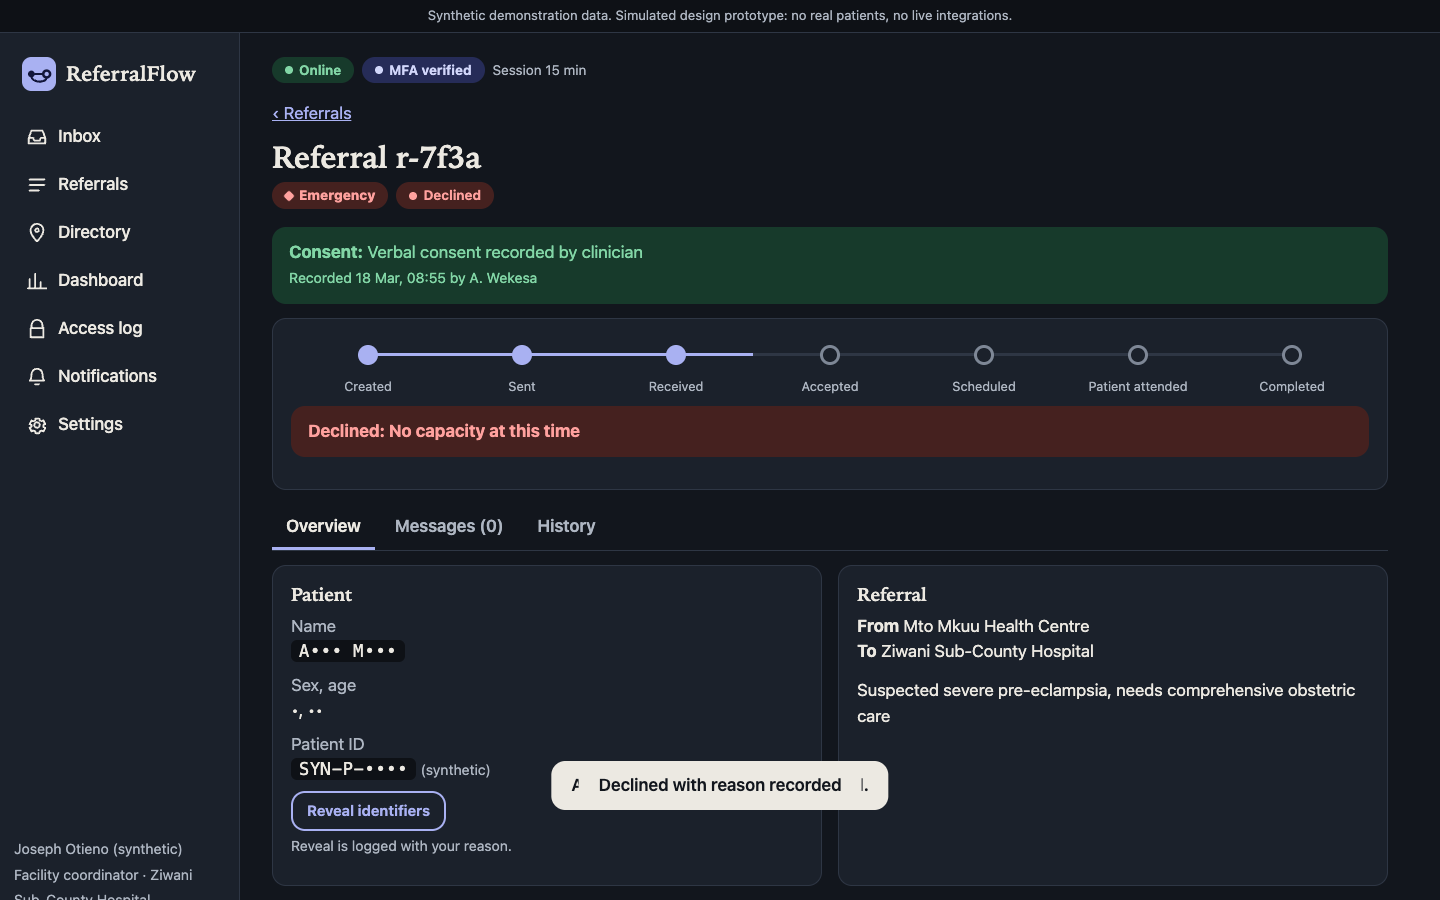 Synthetic demonstration data. Simulated design prototype: no real patients, no live integrations.
ReferralFlow
Inbox
Referrals
Directory
Dashboard
Access log
Notifications
Settings
Joseph Otieno (synthetic)
Facility coordinator · Ziwani
Sub-County Hospital
Online
MFA verified
Session 15 min
‹ Referrals
Referral r-7f3a
Emergency
Declined
Consent: Verbal consent recorded by clinician
Recorded 18 Mar, 08:55 by A. Wekesa
Created
Sent
Received
Accepted
Scheduled
Patient attended
Completed
Declined: No capacity at this time
Overview
Messages (0)
History
Patient
Name
A••• M•••
Sex, age
•, ••
Patient ID
SYN-P-•••• (synthetic)
Reveal identifiers
Reveal is logged with your reason.
Referral
From Mto Mkuu Health Centre
To Ziwani Sub-County Hospital
Suspected severe pre-eclampsia, needs comprehensive obstetric
care
Declined with reason recorded